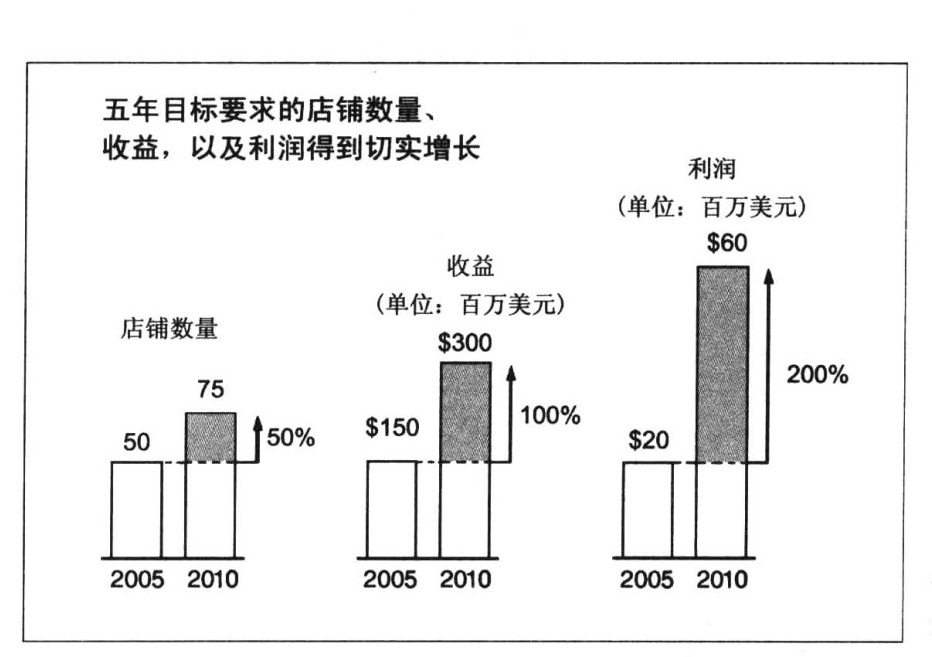 五年目标要求的店铺数量、
收益，以及利润得到切实增长
店铺数量
75
50
50%
2005 2010
收益
(单位：百万美元)
$300
$150
100%
2005 2010
利润
(单位：百万美元)
$60
$20
200%
2005 2010